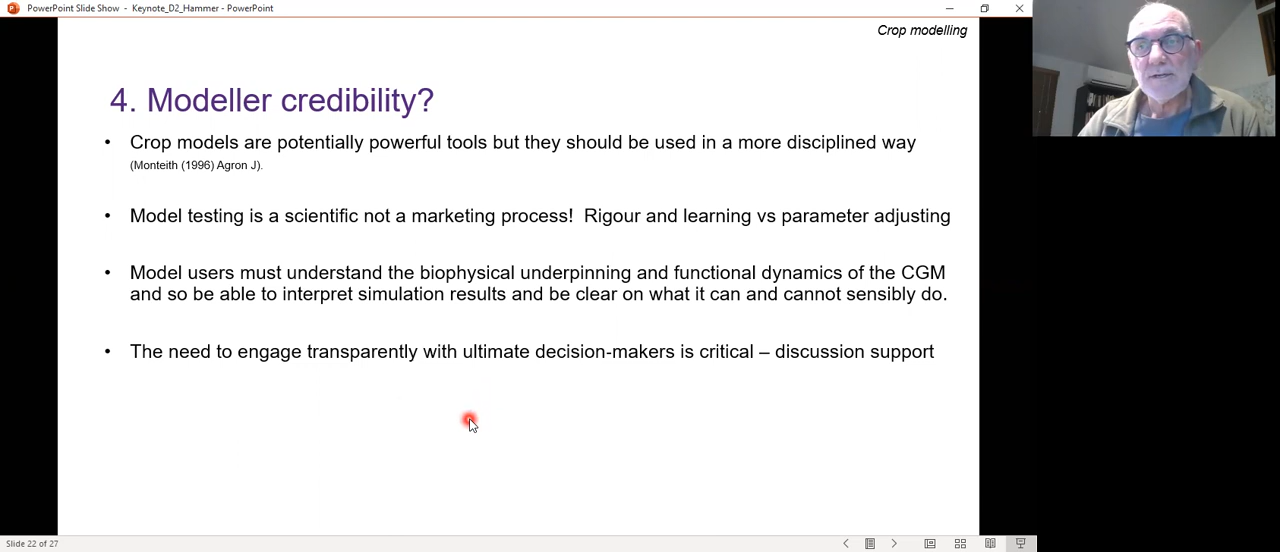 PowerPoint Slide Show - Keynote_D2_Hammer - PowerPoint
Crop modelling
4. Modeller credibility?
• Crop models are potentially powerful tools but they should be used in a more disciplined way
(Monteith (1996) Agron J).
• Model testing is a scientific not a marketing process!  Rigour and learning vs parameter adjusting
• Model users must understand the biophysical underpinning and functional dynamics of the CGM
and so be able to interpret simulation results and be clear on what it can and cannot sensibly do.
• The need to engage transparently with ultimate decision-makers is critical – discussion support
Slide 22 of 27